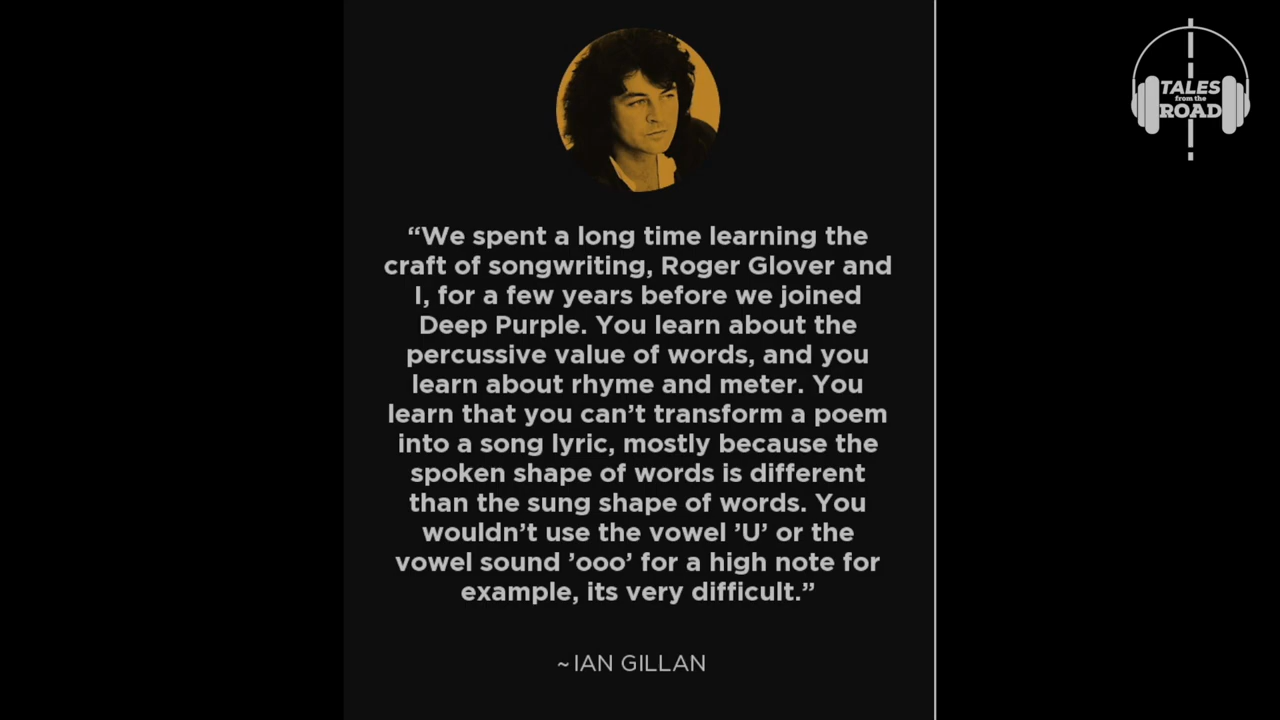 TALES
from the
ROAD
“We spent a long time learning the
craft of songwriting, Roger Glover and
I, for a few years before we joined
Deep Purple. You learn about the
percussive value of words, and you
learn about rhyme and meter. You
learn that you can’t transform a poem
into a song lyric, mostly because the
spoken shape of words is different
than the sung shape of words. You
wouldn’t use the vowel ’U’ or the
vowel sound ’ooo’ for a high note for
example, its very difficult.”
~ IAN GILLAN